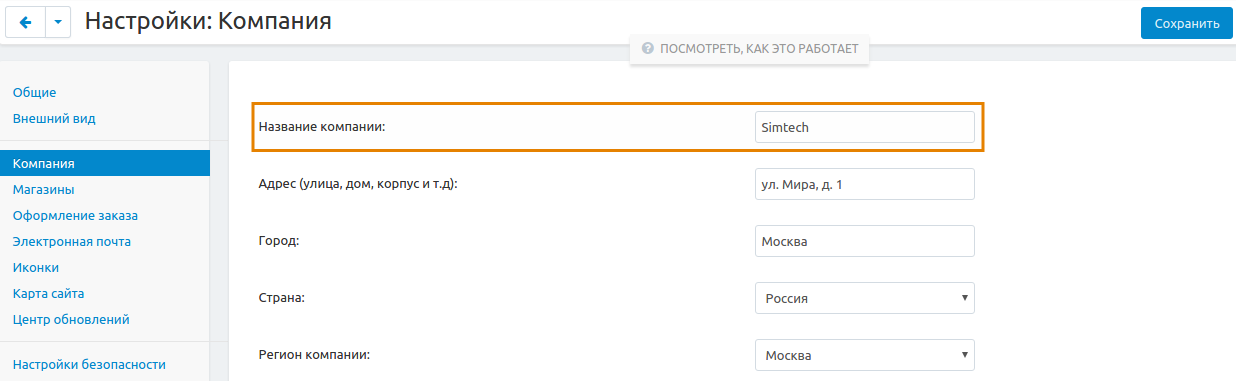 Настройки: Компания
Сохранить
ПОСМОТРЕТЬ, КАК ЭТО РАБОТАЕТ
Общие
Внешний вид
Компания
Магазины
Оформление заказа
Электронная почта
Иконки
Карта сайта
Центр обновлений
Настройки безопасности
Название компании: Simtech
Адрес (улица, дом, корпус и т.д): ул. Мира, д. 1
Город: Москва
Страна: Россия
Регион компании: Москва